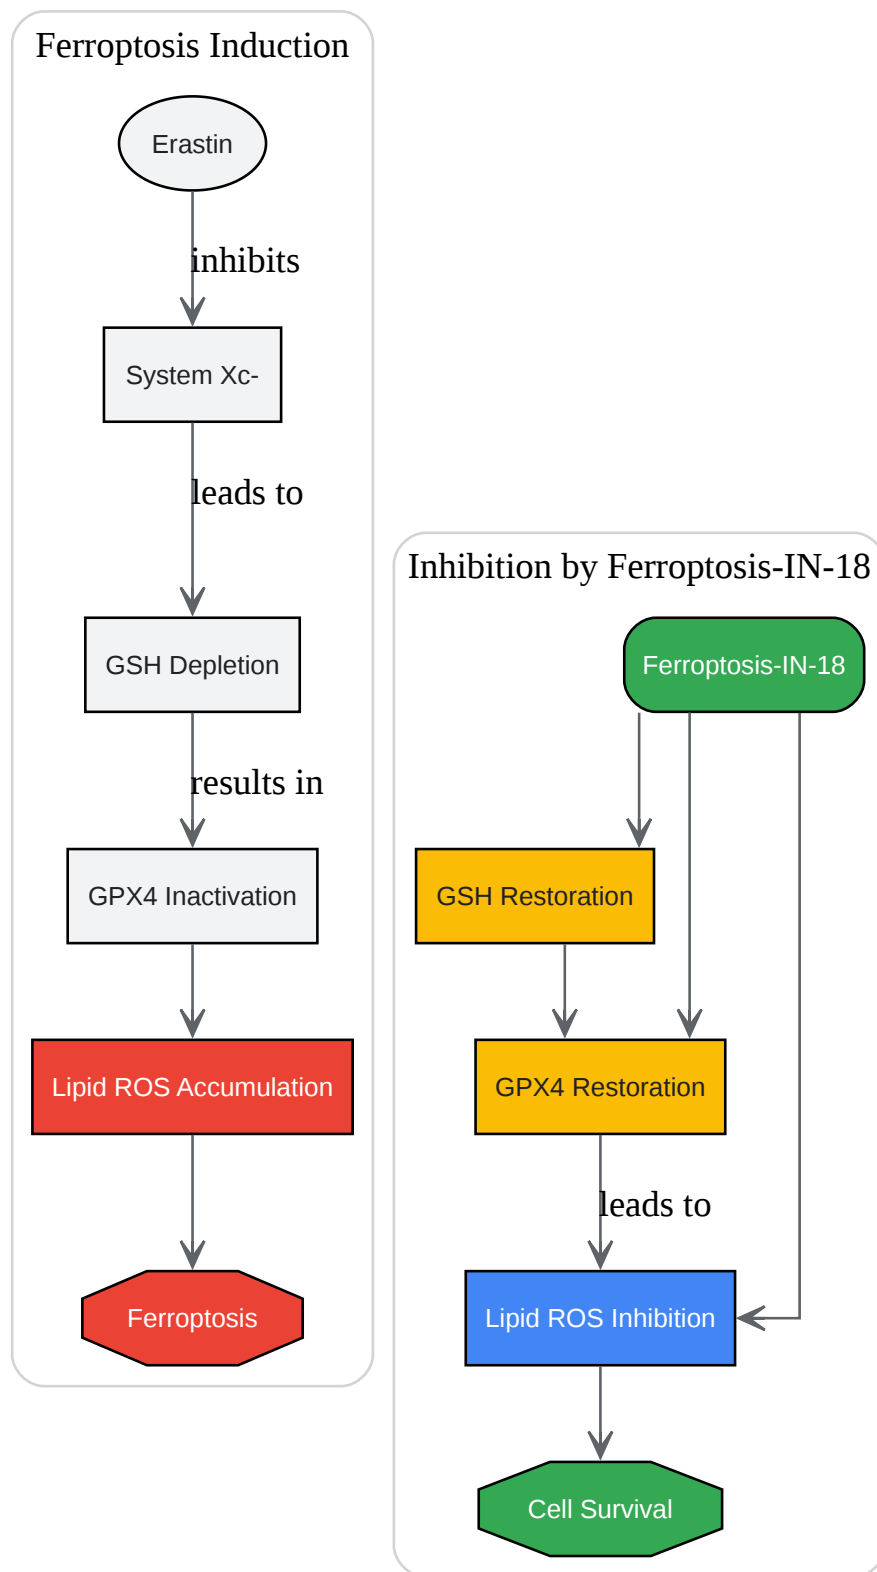 Ferroptosis Induction
Erastin
inhibits
System Xc-
leads to
GSH Depletion
results in
GPX4 Inactivation
Lipid ROS Accumulation
Ferroptosis
Inhibition by Ferroptosis-IN-18
Ferroptosis-IN-18
GSH Restoration
GPX4 Restoration
leads to
Lipid ROS Inhibition
Cell Survival